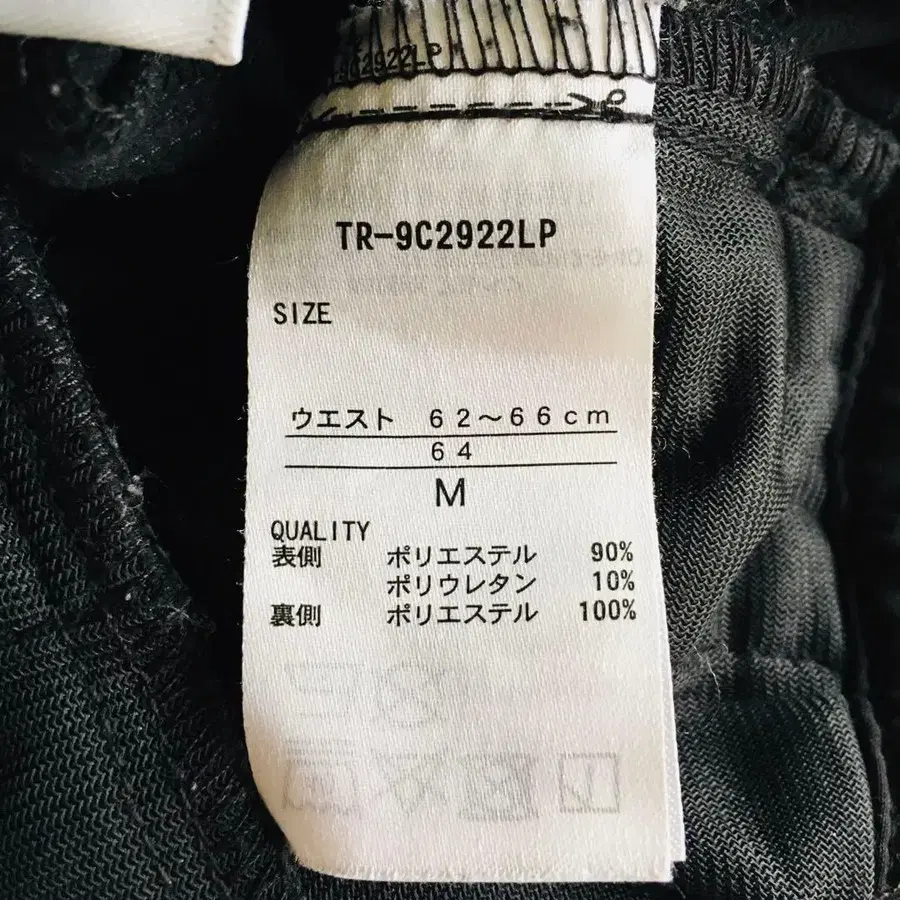 9C2922LP
TR-9C2922LP
SIZE
ウエスト 62～66cm
64
M
QUALITY
表側 ポリエステル 90%
ポリウレタン 10%
裏側 ポリエステル 100%